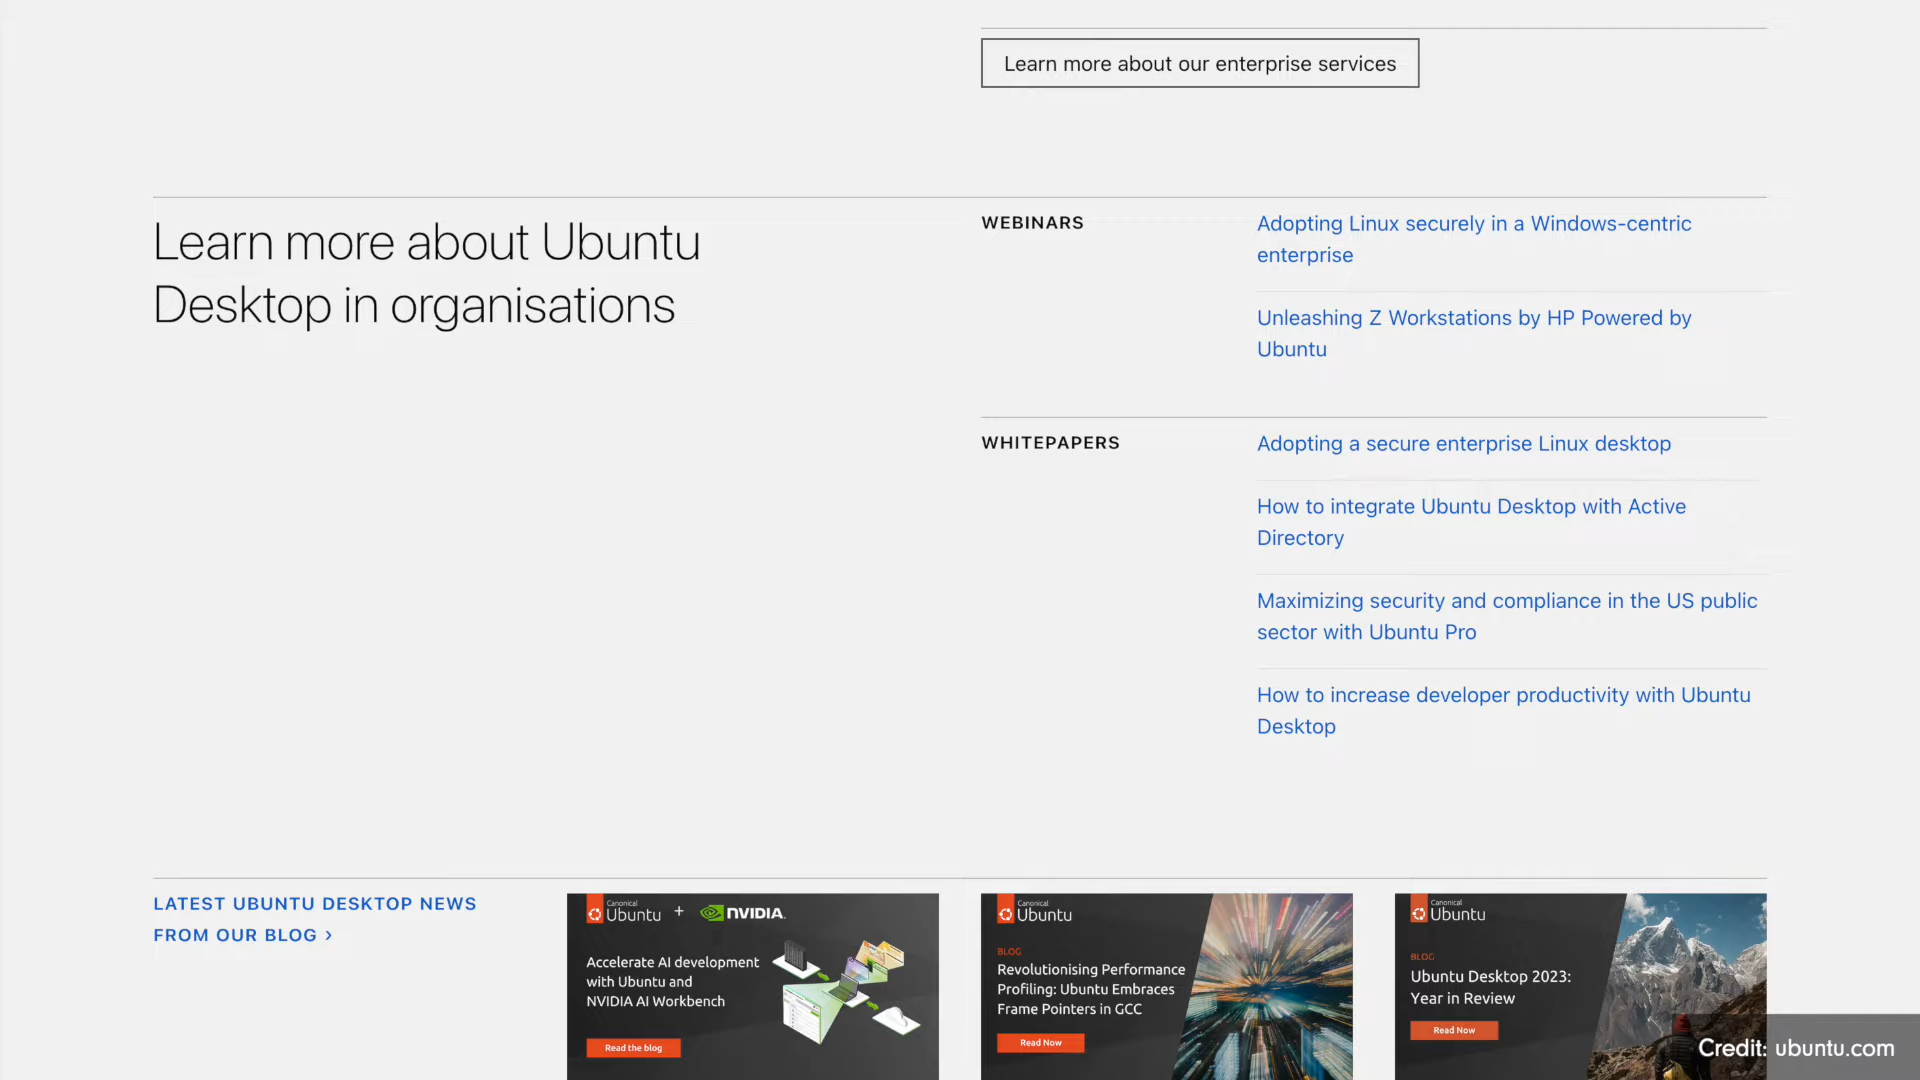 Learn more about our enterprise services
Learn more about Ubuntu
Desktop in organisations
WEBINARS
Adopting Linux securely in a Windows-centric
enterprise
Unleashing Z Workstations by HP Powered by
Ubuntu
WHITEPAPERS
Adopting a secure enterprise Linux desktop
How to integrate Ubuntu Desktop with Active
Directory
Maximizing security and compliance in the US public
sector with Ubuntu Pro
How to increase developer productivity with Ubuntu
Desktop
LATEST UBUNTU DESKTOP NEWS
FROM OUR BLOG ›
Canonical
Ubuntu + NVIDIA.
Accelerate AI development
with Ubuntu and
NVIDIA AI Workbench
Read the blog
Canonical
Ubuntu
BLOG
Revolutionising Performance
Profiling: Ubuntu Embraces
Frame Pointers in GCC
Read Now
Canonical
Ubuntu
BLOG
Ubuntu Desktop 2023:
Year in Review
Read Now
Credit: ubuntu.com